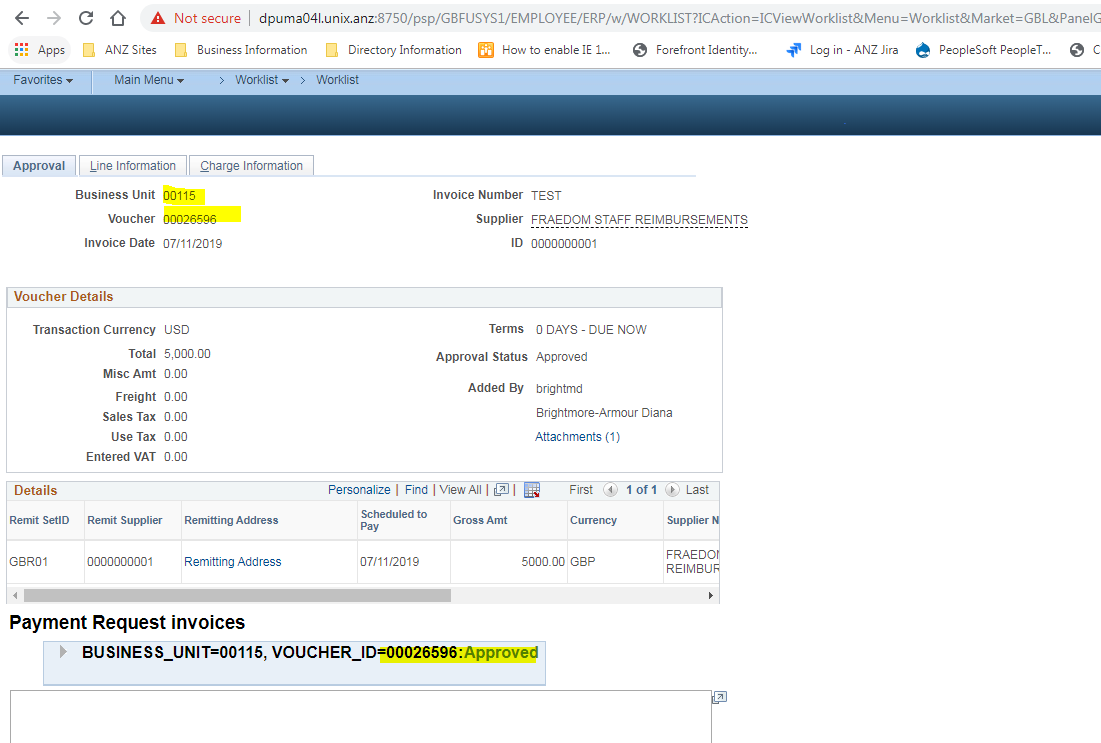 Not secure | dpuma04l.unix.anz:8750/psp/GBFUSYS1/EMPLOYEE/ERP/w/WORKLIST?ICAction=ICViewWorklist&Menu=Worklist&Market=GBL&PanelG
Apps ANZ Sites Business Information Directory Information How to enable IE 1... Forefront Identity... Log in - ANZ Jira PeopleSoft PeopleT... C
Favorites Main Menu > Worklist > Worklist
Approval Line Information Charge Information
Business Unit 00115 Invoice Number TEST
Voucher 00026596 Supplier FRAEDOM STAFF REIMBURSEMENTS
Invoice Date 07/11/2019 ID 0000000001
Voucher Details
Transaction Currency USD Terms 0 DAYS - DUE NOW
Total 5,000.00 Approval Status Approved
Misc Amt 0.00
Freight 0.00 Added By brightmd
Sales Tax 0.00 Brightmore-Armour Diana
Use Tax 0.00 Attachments (1)
Entered VAT 0.00
Details Personalize | Find | View All | | First 1 of 1 Last
Remit SetID Remit Supplier Remitting Address Scheduled to Pay Gross Amt Currency Supplier N
GBR01 0000000001 Remitting Address 07/11/2019 5000.00 GBP FRAEDOM REIMBUR
Payment Request invoices
BUSINESS_UNIT=00115, VOUCHER_ID=00026596:Approved